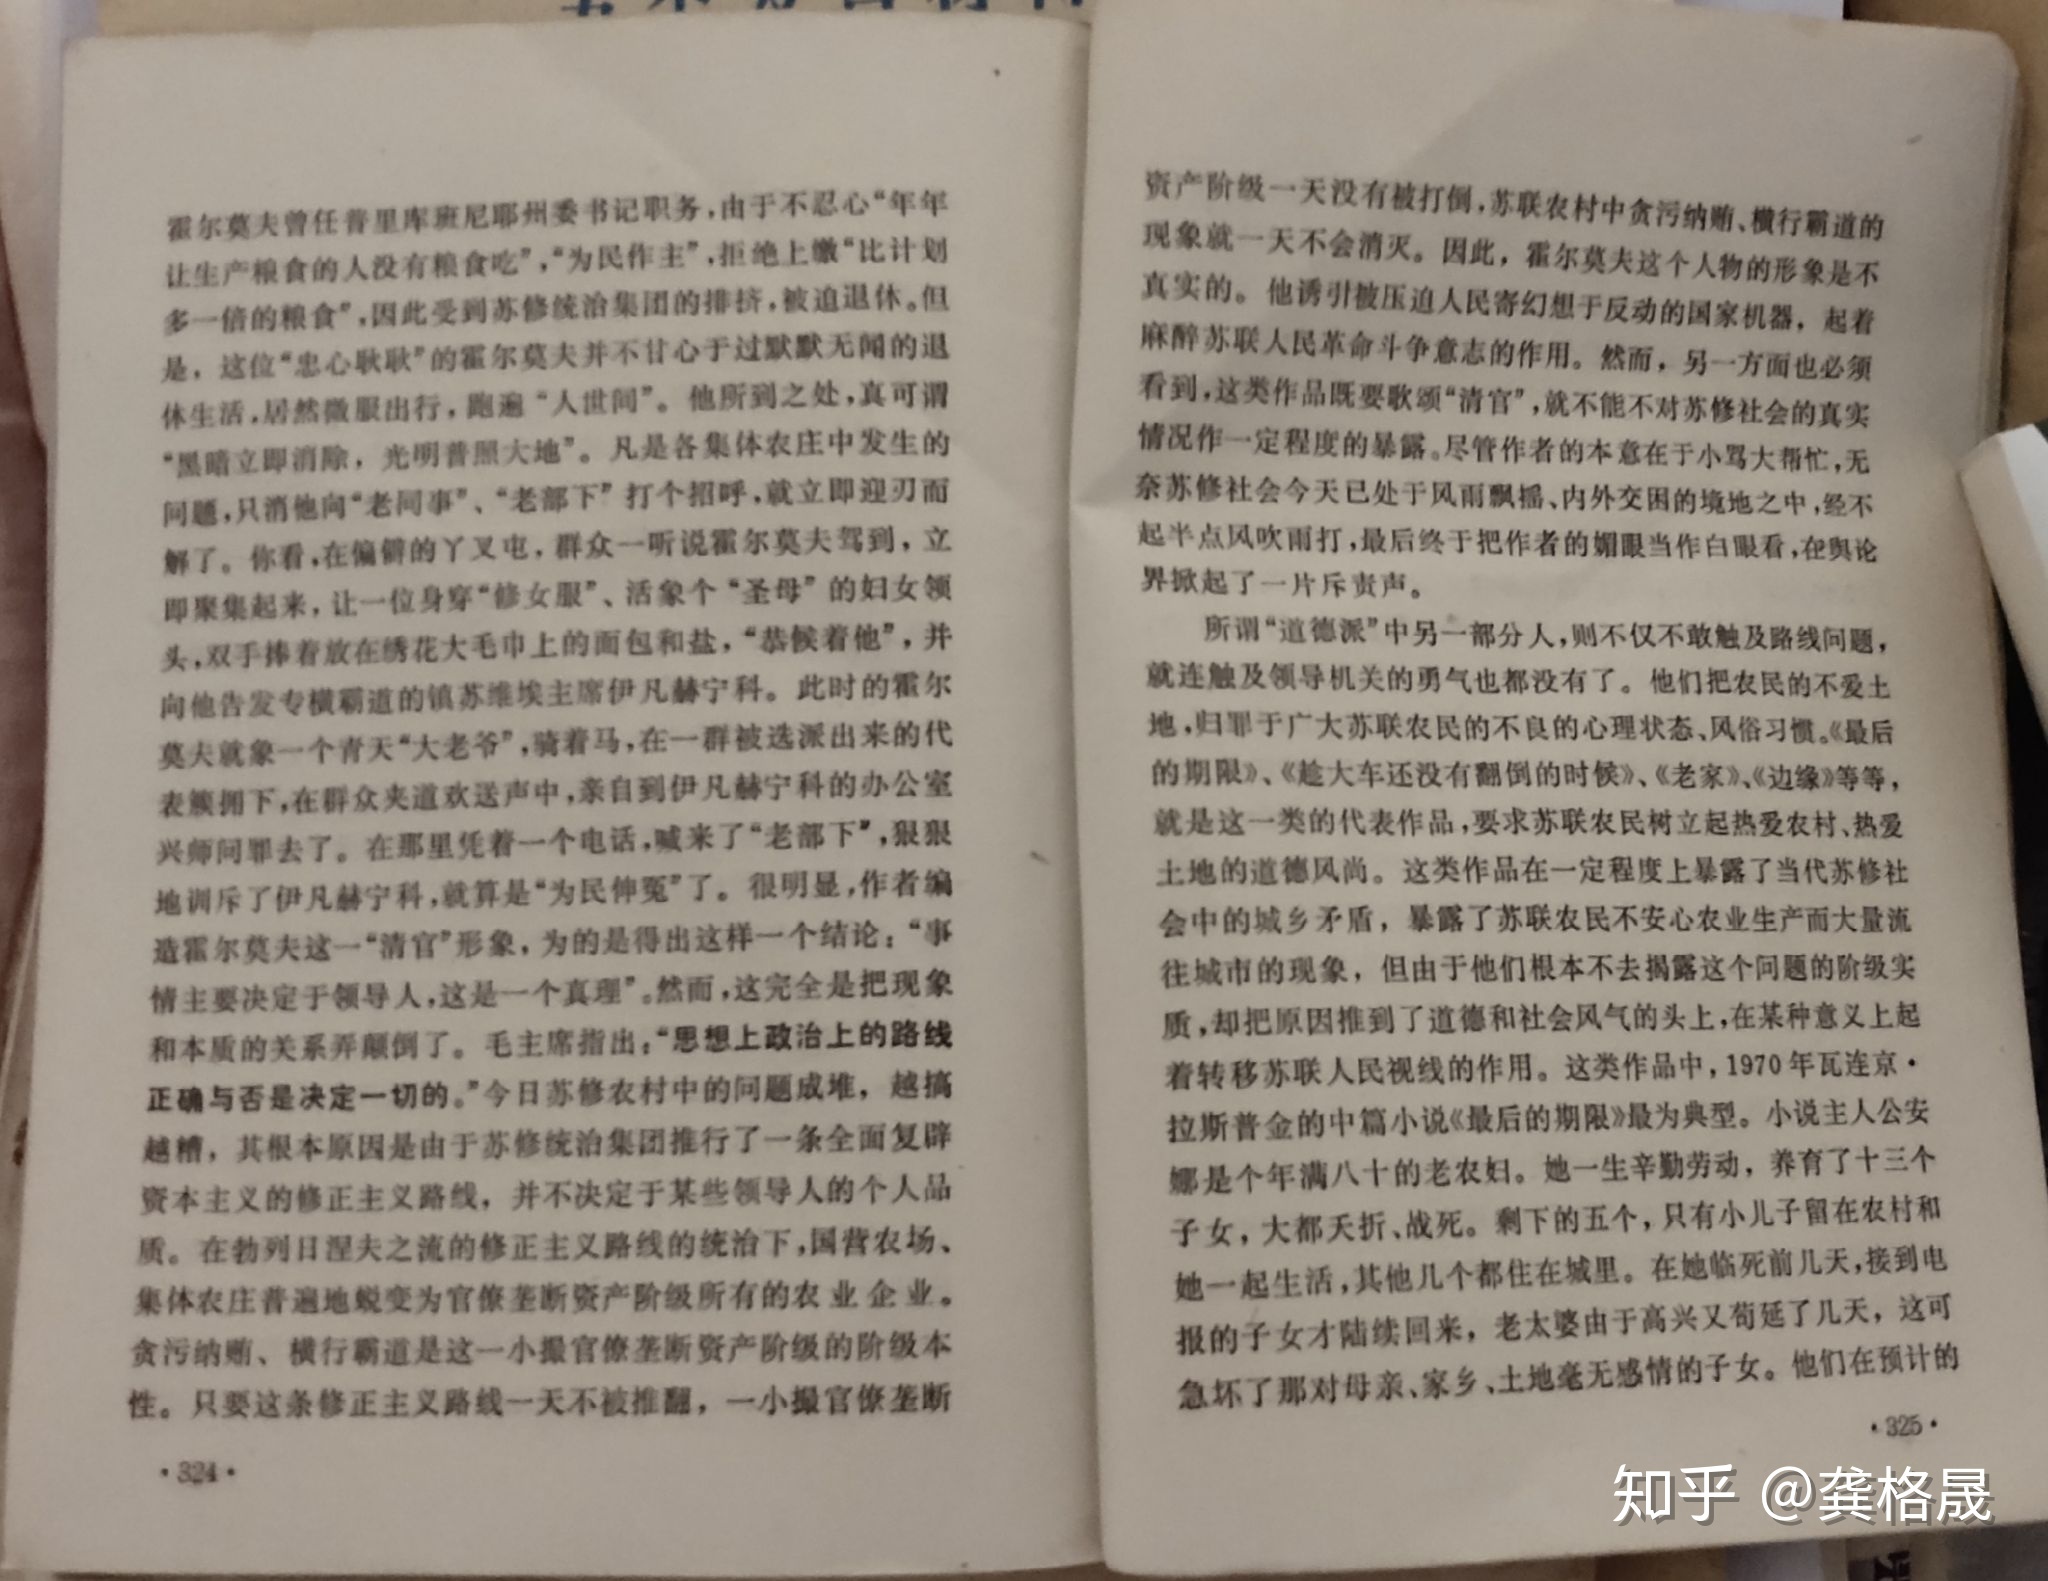 霍尔莫夫曾任普里库班尼耶州委书记职务，由于不忍心“年年
让生产粮食的人没有粮食吃”，“为民作主”，拒绝上缴“比计划
多一倍的粮食”，因此受到苏修统治集团的排挤，被迫退休。但
是，这位“忠心耿耿”的霍尔莫夫并不甘心于过默默无闻的退
休生活，居然微服出行，跑遍“人世间”。他所到之处，真可谓
“黑暗立即消除，光明普照大地”。凡是各集体农庄中发生的
问题，只消他向“老同事”、“老部下”打个招呼，就立即迎刃而
解了。你看，在偏僻的丫叉屯，群众一听说霍尔莫夫驾到，立
即聚集起来，让一位身穿“修女服”、活象个“圣母”的妇女领
头，双手捧着放在绣花大毛巾上的面包和盐，“恭候着他”，并
向他告发专横霸道的镇苏维埃主席伊凡赫宁科。此时的霍尔
莫夫就象一个青天“大老爷”，骑着马，在一群被选派出来的代
表簇拥下，在群众夹道欢送声中，亲自到伊凡赫宁科的办公室
兴师问罪去了。在那里凭着一个电话，喊来了“老部下”，狠狠
地训斥了伊凡赫宁科，就算是“为民伸冤”了。很明显，作者编
造霍尔莫夫这一“清官”形象，为的是得出这样一个结论：“事
情主要决定于领导人，这是一个真理”。然而，这完全是把现象
和本质的关系弄颠倒了。毛主席指出：“思想上政治上的路线
正确与否是决定一切的。”今日苏修农村中的问题成堆，越搞
越糟，其根本原因是由于苏修统治集团推行了一条全面复辟
资本主义的修正主义路线，并不决定于某些领导人的个人品
质。在勃列日涅夫之流的修正主义路线的统治下，国营农场、
集体农庄普遍地蜕变为官僚垄断资产阶级所有的农业企业。
贪污纳贿、横行霸道是这一小撮官僚垄断资产阶级的阶级本
性。只要这条修正主义路线一天不被推翻，一小撮官僚垄断
·324·
资产阶级一天没有被打倒，苏联农村中贪污纳贿、横行霸道的
现象就一天不会消灭。因此，霍尔莫夫这个人物的形象是不
真实的。他诱引被压迫人民寄幻想于反动的国家机器，起着
麻醉苏联人民革命斗争意志的作用。然而，另一方面也必须
看到，这类作品既要歌颂“清官”，就不能不对苏修社会的真实
情况作一定程度的暴露。尽管作者的本意在于小骂大帮忙，无
奈苏修社会今天已处于风雨飘摇、内外交困的境地之中，经不
起半点风吹雨打，最后终于把作者的媚眼当作白眼看，在舆论
界掀起了一片斥责声。
所谓“道德派”中另一部分人，则不仅不敢触及路线问题，
就连触及领导机关的勇气也都没有了。他们把农民的不爱土
地，归罪于广大苏联农民的不良的心理状态、风俗习惯。《最后
的期限》、《趁大车还没有翻倒的时候》、《老家》、《边缘》等等，
就是这一类的代表作品，要求苏联农民树立起热爱农村、热爱
土地的道德风尚。这类作品在一定程度上暴露了当代苏修社
会中的城乡矛盾，暴露了苏联农民不安心农业生产而大量流
往城市的现象，但由于他们根本不去揭露这个问题的阶级实
质，却把原因推到了道德和社会风气的头上，在某种意义上起
着转移苏联人民视线的作用。这类作品中，1970年瓦连京·
拉斯普金的中篇小说《最后的期限》最为典型。小说主人公安
娜是个年满八十的老农妇。她一生辛勤劳动，养育了十三个
子女，大都夭折、战死。剩下的五个，只有小儿子留在农村和
她一起生活，其他几个都住在城里。在她临死前几天，接到电
报的子女才陆续回来，老太婆由于高兴又苟延了几天，这可
急坏了那对母亲、家乡、土地毫无感情的子女。他们在预计的
·325·
知乎 @龚格晟